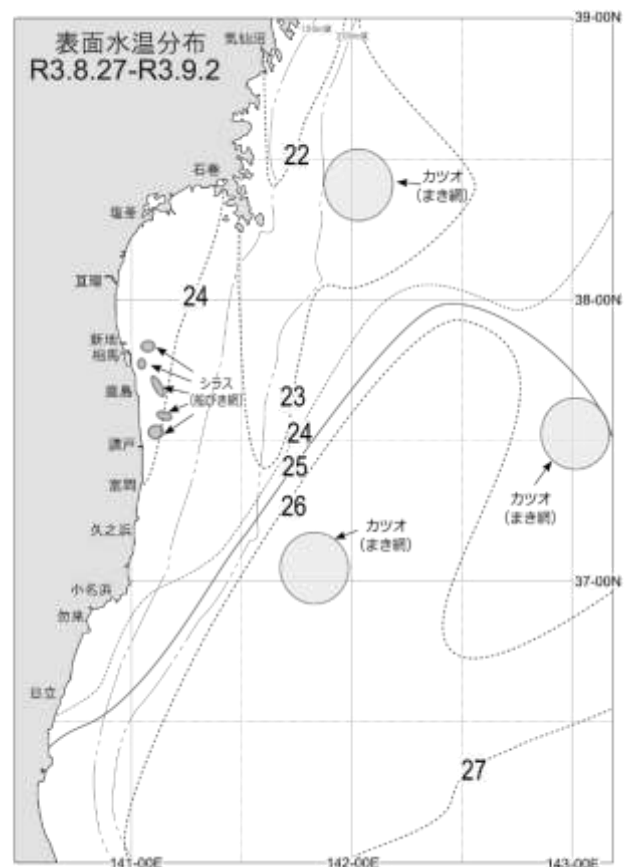 表面水温分布
R3.8.27-R3.9.2
気仙沼
39-00N
22
石巻
カツオ
(まき網)
塩釜
亘理
24
38-00N
新地
相馬
シラス
(船びき網)
鹿島
23
24
請戸
25
富岡
26
カツオ
(まき網)
カツオ
(まき網)
久之浜
37-00N
小名浜
勿来
日立
27
141-00E
142-00E
143-00E